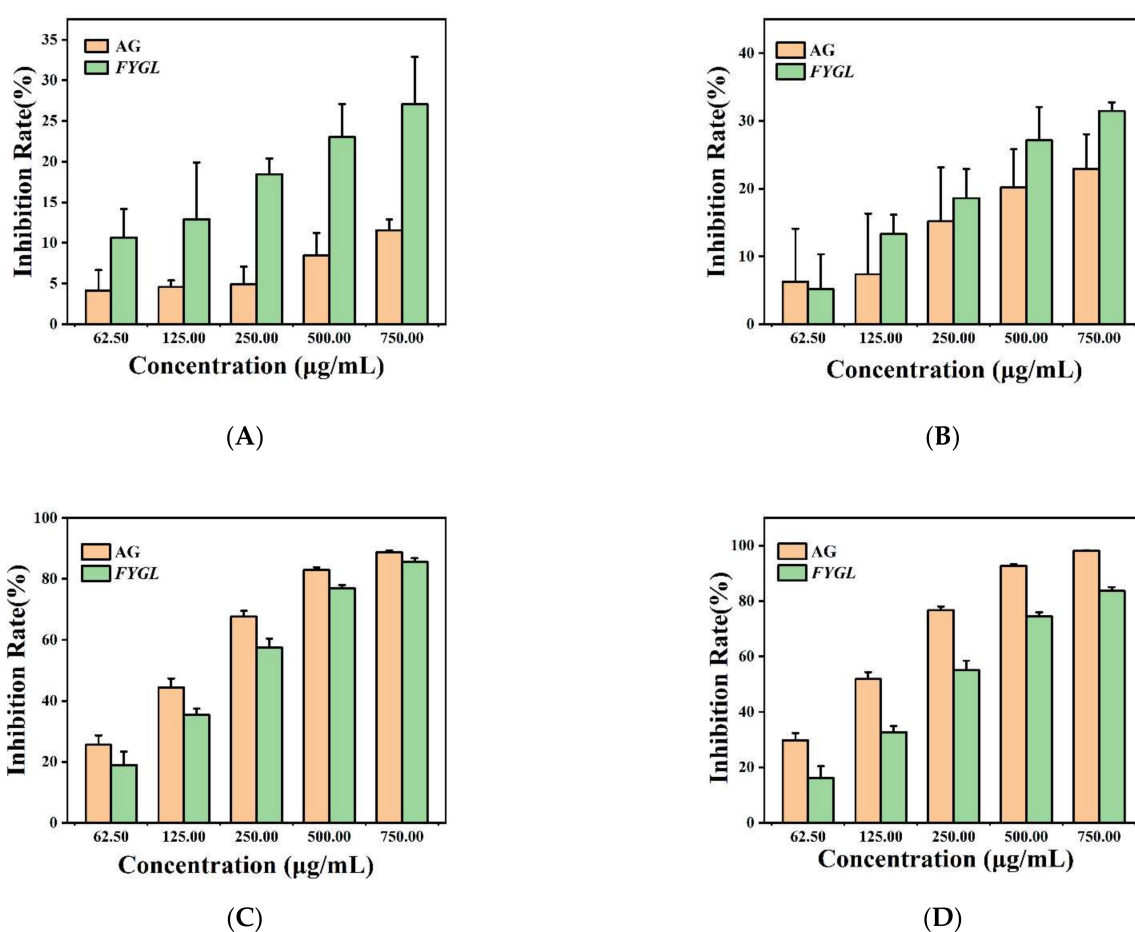 35
30
25
20
15
10
5
0
Inhibition Rate(%)
AG
FYGL
62.50 125.00 250.00 500.00 750.00
Concentration (μg/mL)
(A)
40
30
20
10
0
Inhibition Rate(%)
AG
FYGL
62.50 125.00 250.00 500.00 750.00
Concentration (μg/mL)
(B)
100
80
60
40
20
0
Inhibition Rate(%)
AG
FYGL
62.50 125.00 250.00 500.00 750.00
Concentration (μg/mL)
(C)
100
80
60
40
20
0
Inhibition Rate(%)
AG
FYGL
62.50 125.00 250.00 500.00 750.00
Concentration (μg/mL)
(D)